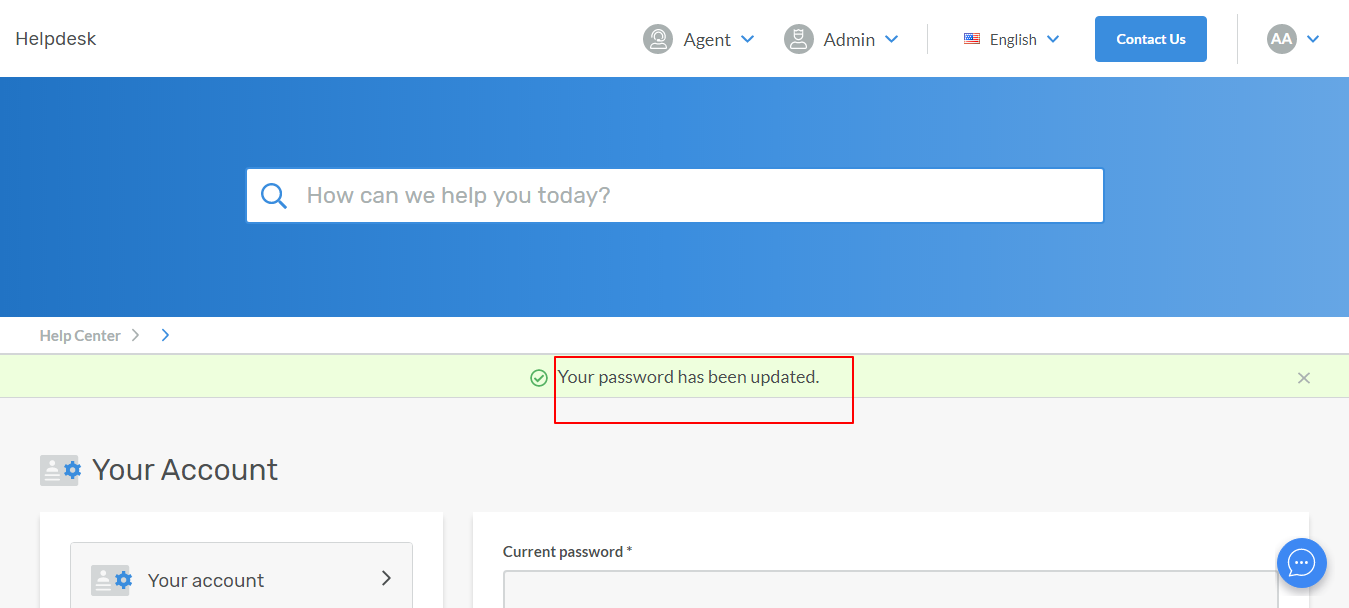 Helpdesk
Agent
Admin
English
Contact Us
AA
How can we help you today?
Help Center
Your password has been updated.
Your Account
Your account
Current password *